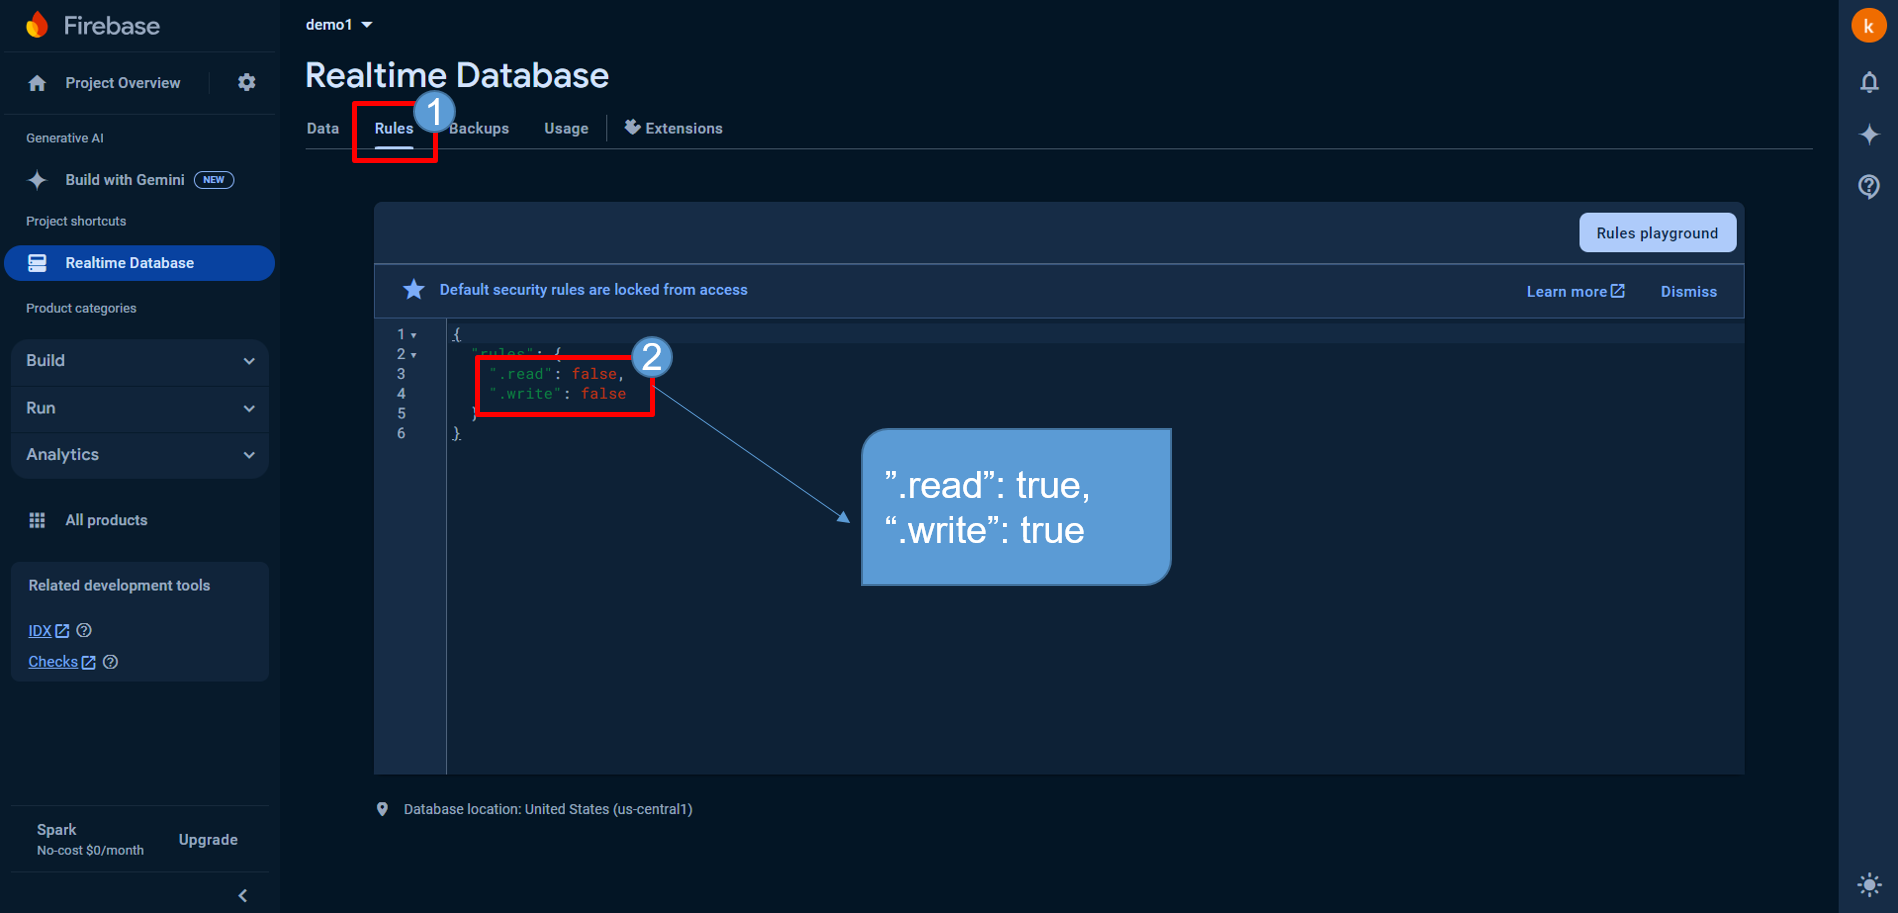 Firebase
Project Overview
Generative AI
Build with Gemini NEW
Project shortcuts
Realtime Database
Product categories
Build
Run
Analytics
All products
Related development tools
IDX
Checks
Spark
No-cost $0/month
Upgrade
demo1
Realtime Database
Data Rules 1 Backups Usage Extensions
Rules playground
Default security rules are locked from access
Learn more Dismiss
1 {
2 "rules": {
3 ".read": false,
4 ".write": false
5 }
6 }
2
”.read”: true,
“.write”: true
Database location: United States (us-central1)
k